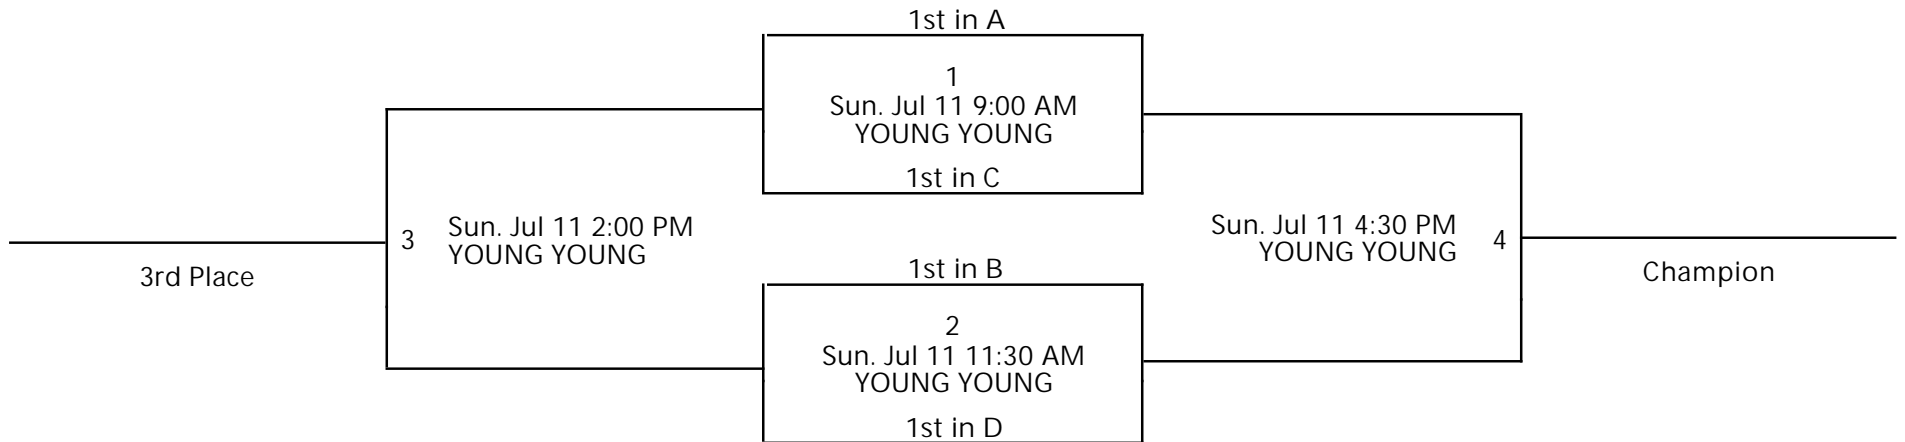 1st in A
1
Sun. Jul 11 9:00 AM
YOUNG YOUNG
1st in C
3
Sun. Jul 11 2:00 PM
YOUNG YOUNG
3rd Place
Sun. Jul 11 4:30 PM
YOUNG YOUNG
4
Champion
1st in B
2
Sun. Jul 11 11:30 AM
YOUNG YOUNG
1st in D